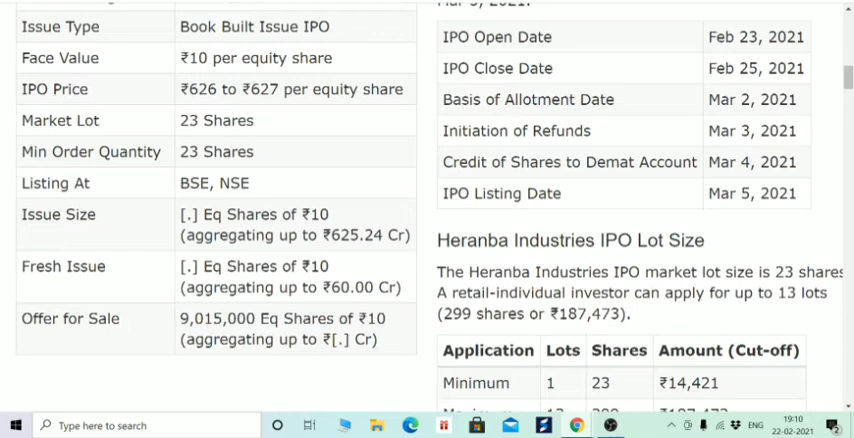 Issue Type Book Built Issue IPO
Face Value ₹10 per equity share
IPO Price ₹626 to ₹627 per equity share
Market Lot 23 Shares
Min Order Quantity 23 Shares
Listing At BSE, NSE
Issue Size [.] Eq Shares of ₹10
(aggregating up to ₹625.24 Cr)
Fresh Issue [.] Eq Shares of ₹10
(aggregating up to ₹60.00 Cr)
Offer for Sale 9,015,000 Eq Shares of ₹10
(aggregating up to ₹[.] Cr)
IPO Open Date Feb 23, 2021
IPO Close Date Feb 25, 2021
Basis of Allotment Date Mar 2, 2021
Initiation of Refunds Mar 3, 2021
Credit of Shares to Demat Account Mar 4, 2021
IPO Listing Date Mar 5, 2021
Heranba Industries IPO Lot Size
The Heranba Industries IPO market lot size is 23 shares
A retail-individual investor can apply for up to 13 lots
(299 shares or ₹187,473).
Application Lots Shares Amount (Cut-off)
Minimum 1 23 ₹14,421
Type here to search
ENG
19:10
22-02-2021
2